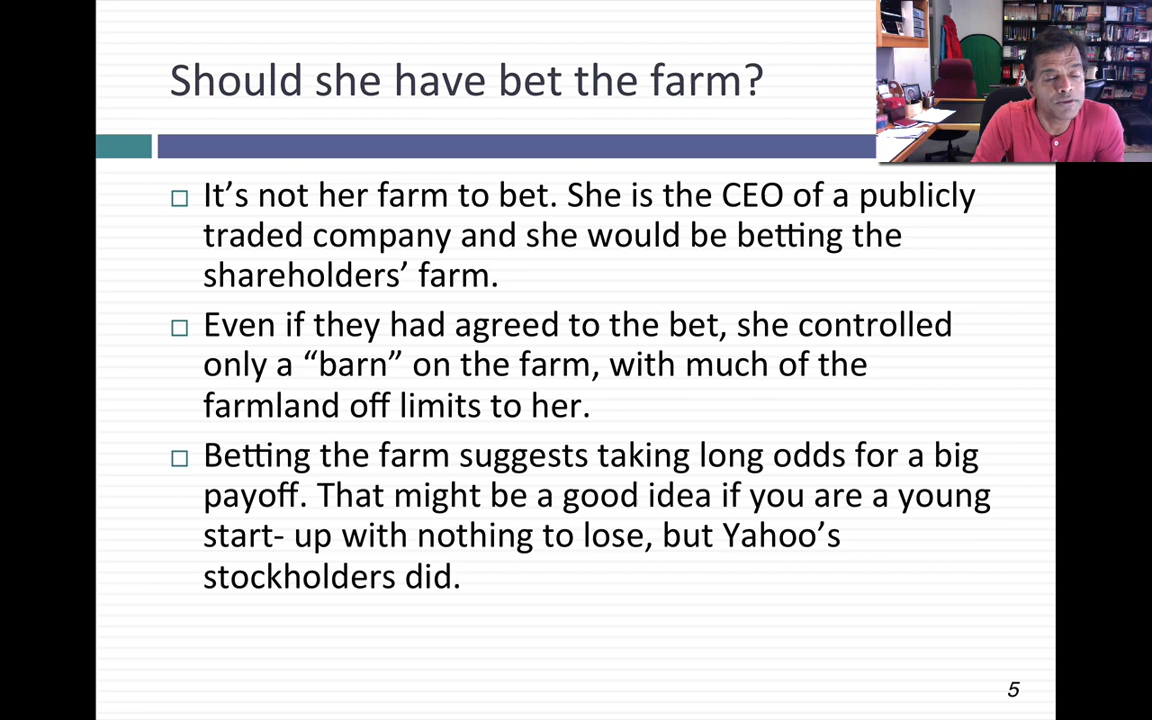 Should she have bet the farm?
□ It’s not her farm to bet. She is the CEO of a publicly
traded company and she would be betting the
shareholders’ farm.
□ Even if they had agreed to the bet, she controlled
only a “barn” on the farm, with much of the
farmland off limits to her.
□ Betting the farm suggests taking long odds for a big
payoff. That might be a good idea if you are a young
start- up with nothing to lose, but Yahoo’s
stockholders did.
5